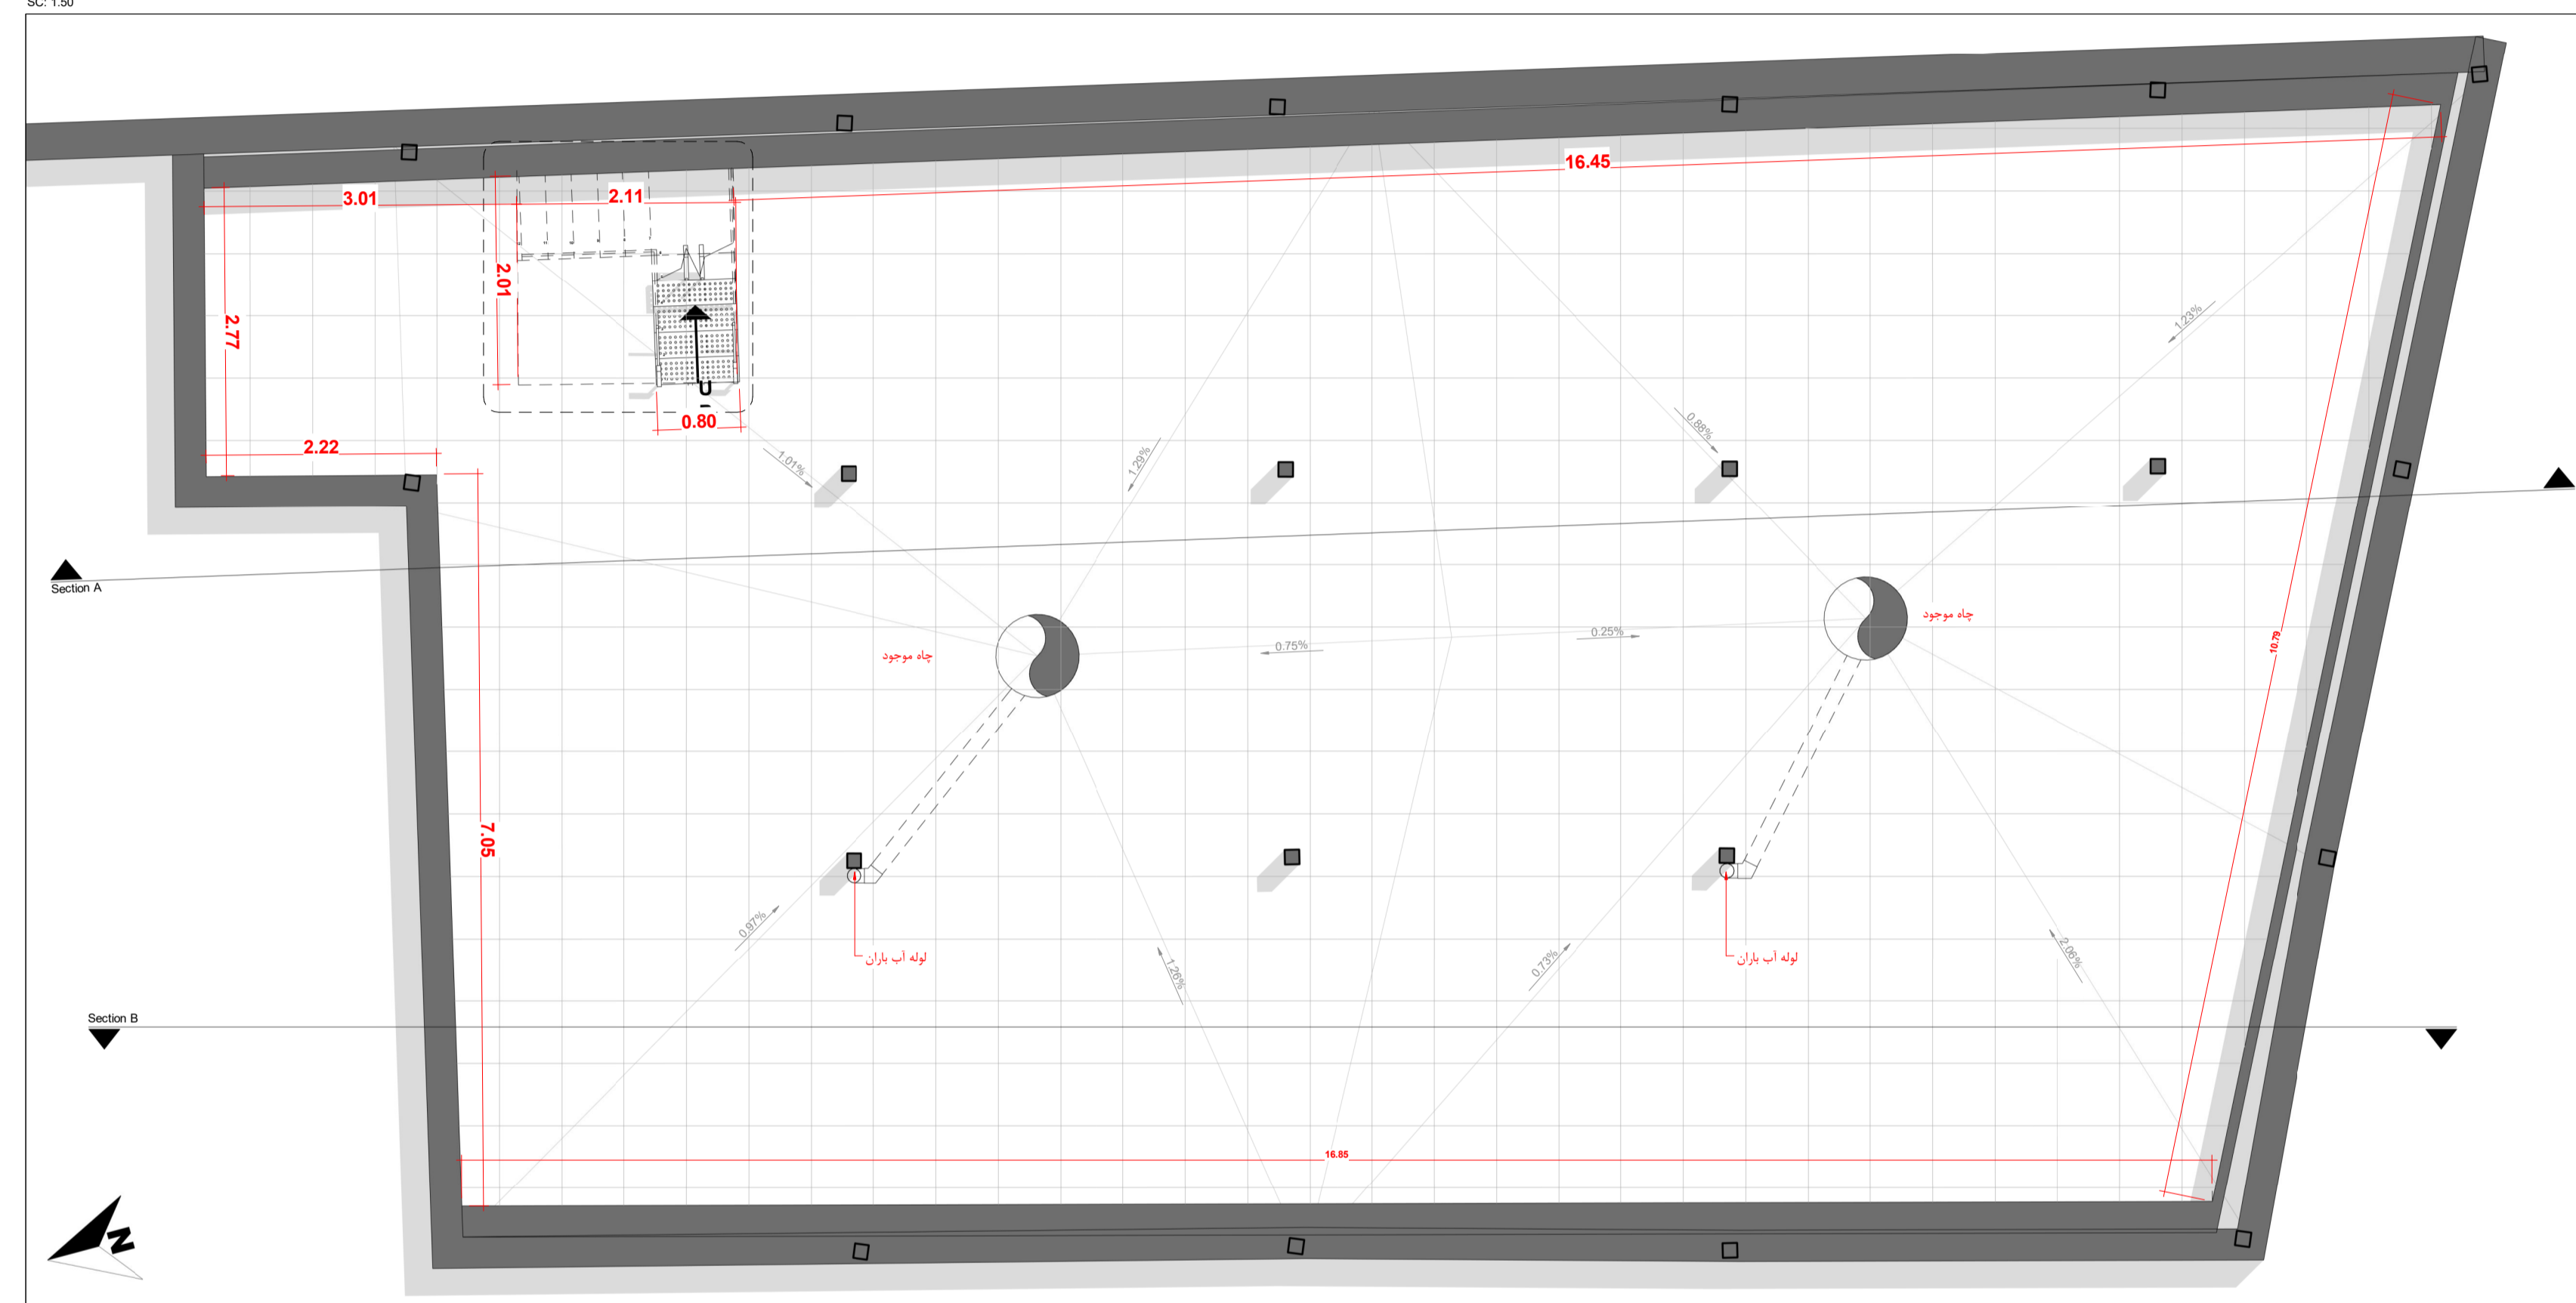 SC: 1:50
16.45
3.01
2.11
2.01
2.77
1.23%
U
0.80
0.88%
2.22
1.01%
1.29%
Section A
چاه موجود
0.25%
0.75%
10.79
چاه موجود
7.05
0.97%
لوله آب باران
لوله آب باران
0.73%
2.06%
1.26%
Section B
16.85
N